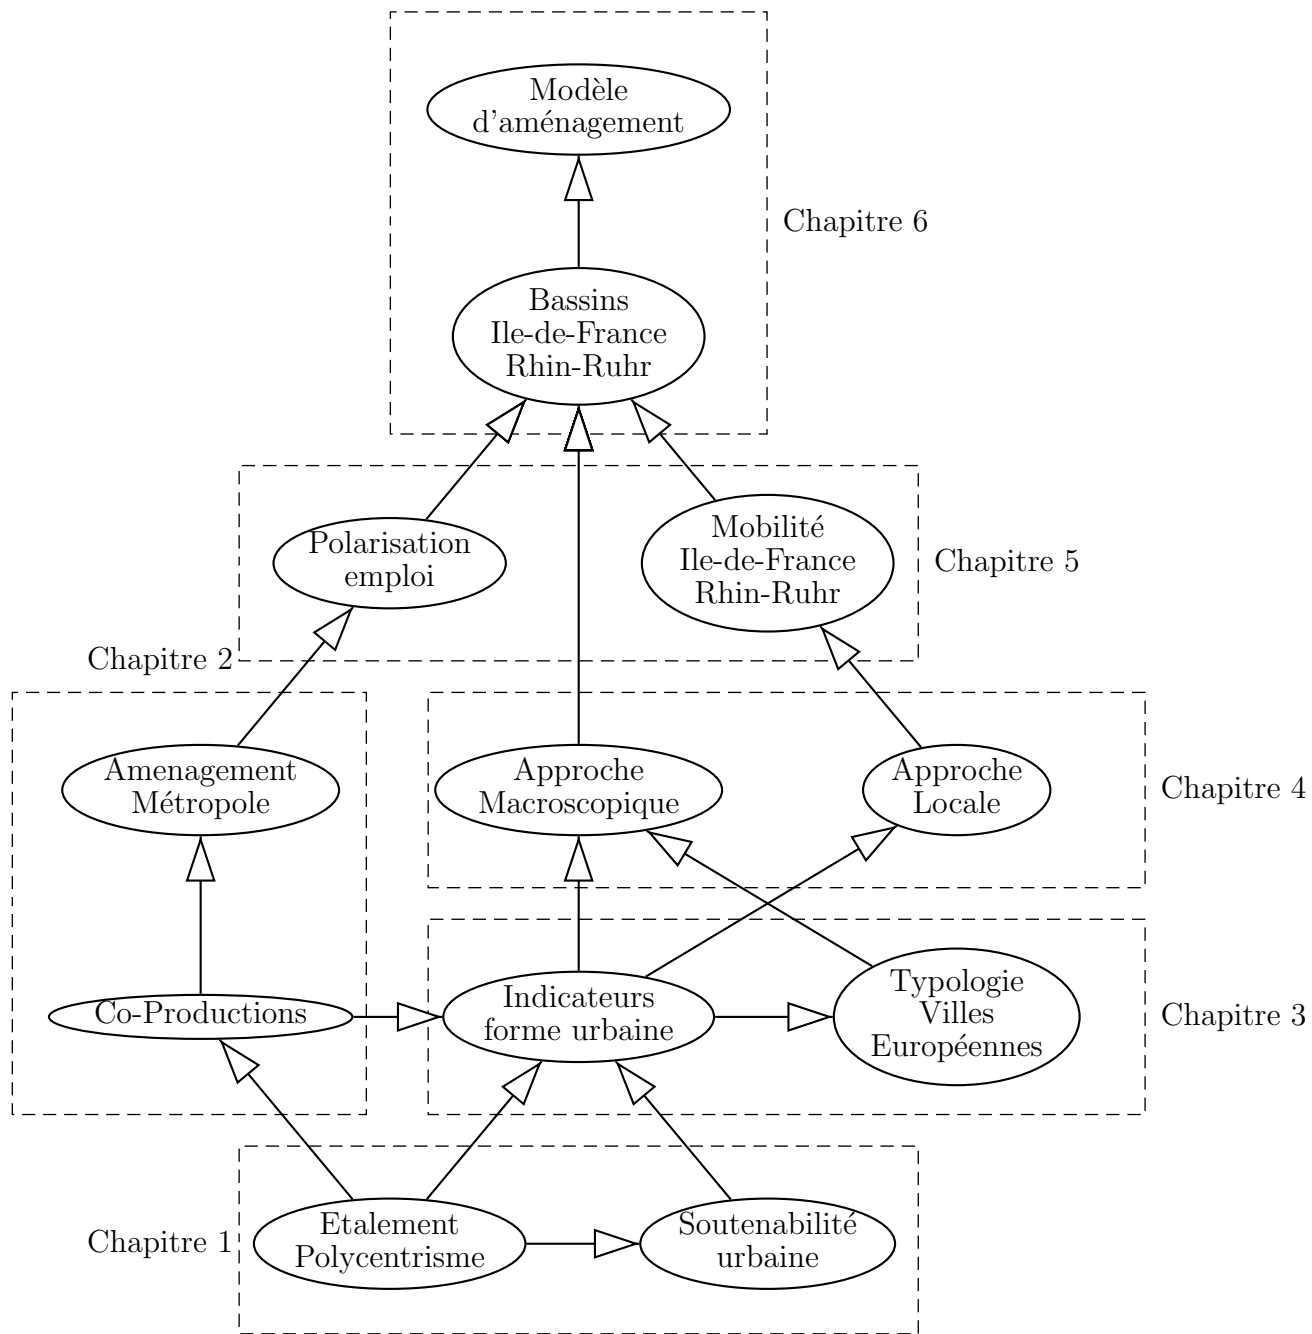 Modèle
d'aménagement
Chapitre 6
Bassins
Ile-de-France
Rhin-Ruhr
Polarisation
emploi
Mobilité
Ile-de-France
Rhin-Ruhr
Chapitre 5
Chapitre 2
Amenagement
Métropole
Approche
Macroscopique
Approche
Locale
Chapitre 4
Co-Productions
Indicateurs
forme urbaine
Typologie
Villes
Européennes
Chapitre 3
Chapitre 1
Etalement
Polycentrisme
Soutenabilité
urbaine